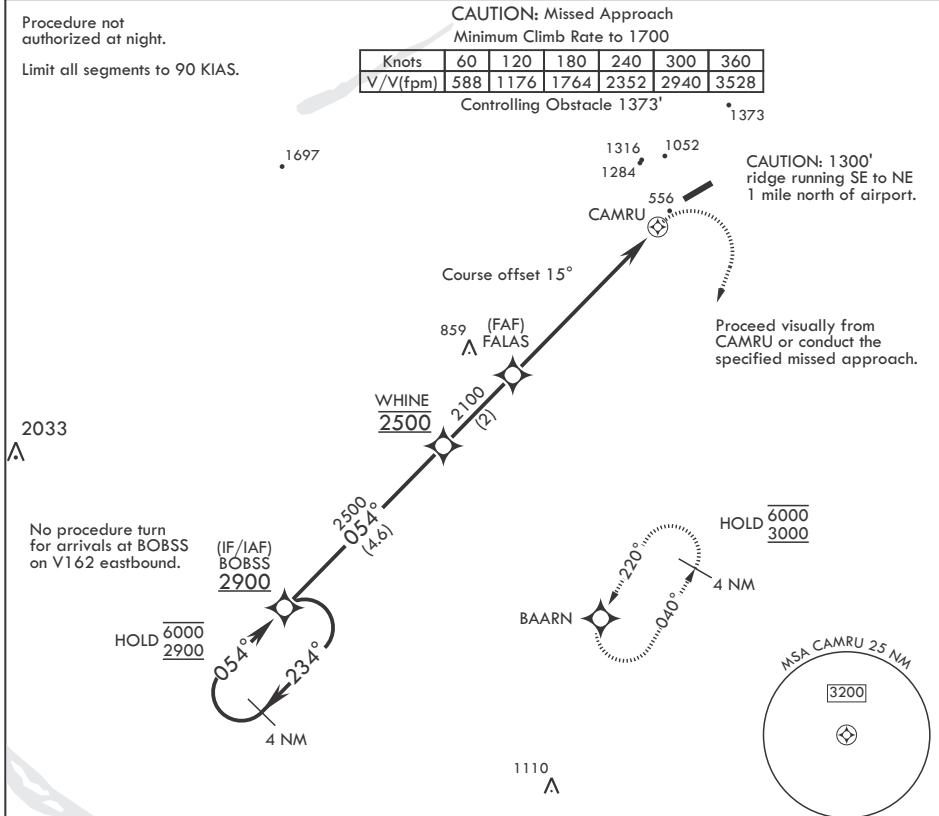 Procedure not
authorized at night.
Limit all segments to 90 KIAS.
CAUTION: Missed Approach
Minimum Climb Rate to 1700
Knots 60 120 180 240 300 360
V/V(fpm) 588 1176 1764 2352 2940 3528
Controlling Obstacle 1373'
1373
1697
1316
1052
1284
CAUTION: 1300'
ridge running SE to NE
1 mile north of airport.
556
CAMRU
Course offset 15°
859
(FAF)
FALAS
Proceed visually from
CAMRU or conduct the
specified missed approach.
2100
(2)
WHINE
2500
2033
2500
054°
(4.6)
No procedure turn
for arrivals at BOBSS
on V162 eastbound.
(IF/IAF)
BOBSS
2900
HOLD 6000
2900
054°
234°
4 NM
HOLD 6000
3000
220°
040°
4 NM
BAARN
MSA CAMRU 25 NM
3200
1110